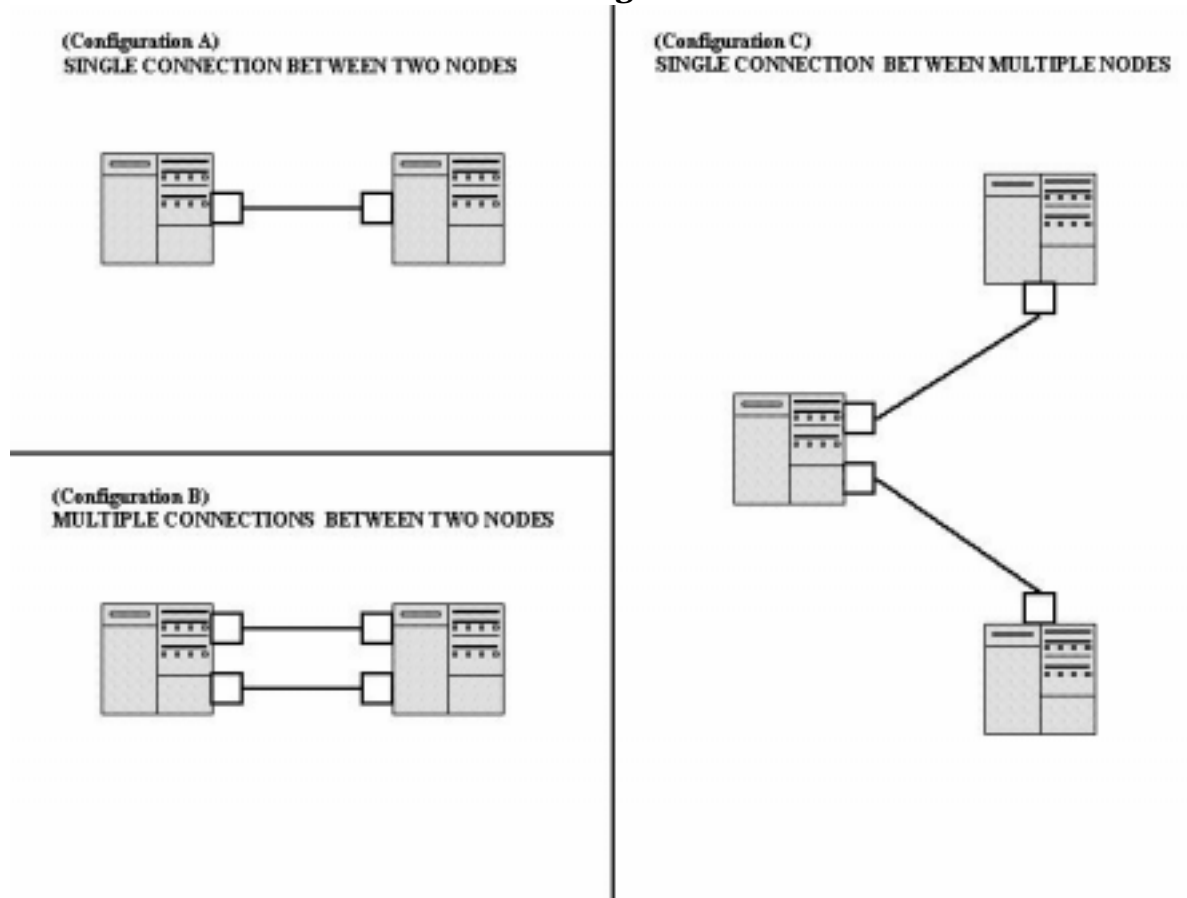 (Configuration A)
SINGLE CONNECTION BETWEEN TWO NODES
(Configuration B)
MULTIPLE CONNECTIONS BETWEEN TWO NODES
(Configuration C)
SINGLE CONNECTION BETWEEN MULTIPLE NODES